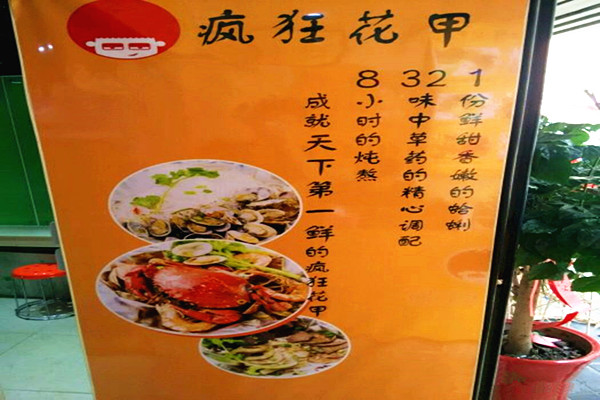 疯狂花甲
1份鲜甜香嫩的蛤蜊
32味中草药的精心调配
8小时的炖熬
成就天下第一鲜的疯狂花甲